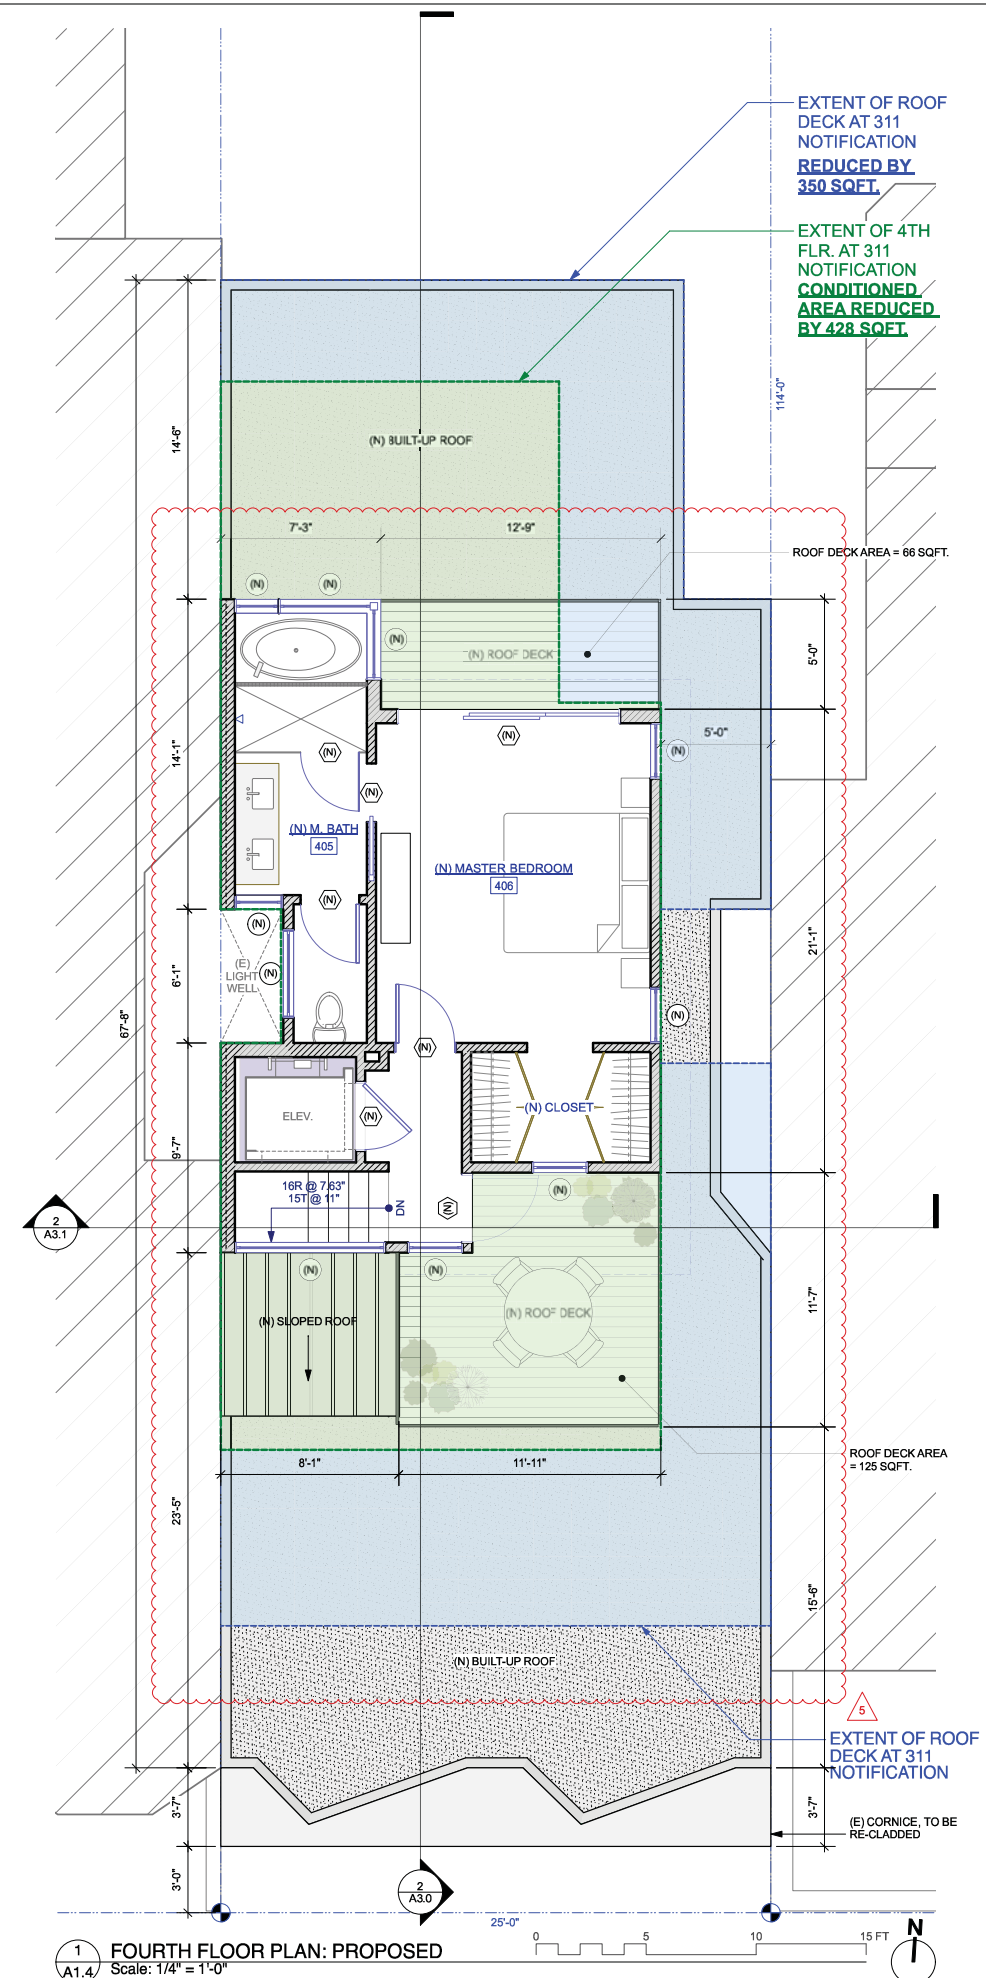 EXTENT OF ROOF
DECK AT 311
NOTIFICATION
REDUCED BY
350 SQFT.
EXTENT OF 4TH
FLR. AT 311
NOTIFICATION
CONDITIONED
AREA REDUCED
BY 428 SQFT.
114'-0"
14'-6"
(N) BUILT-UP ROOF
7'-3"
12'-9"
ROOF DECK AREA = 66 SQFT.
(N)
(N)
(N)
(N) ROOF DECK
5'-0"
(N)
(N)
5'-0"
(N)
14'-1"
(N)
(N) M. BATH
405
(N) MASTER BEDROOM
406
(N)
(N)
21'-1"
(E)
LIGHT
WELL
(N)
6'-1"
(N)
67'-8"
(N)
(N) CLOSET
ELEV.
(N)
9'-7"
16R @ 7.63"
15T @ 11"
DN
(N)
(N)
2
A3.1
(N)
(N)
11'-7"
(N) SLOPED ROOF
(N) ROOF DECK
ROOF DECK AREA
= 125 SQFT.
8'-1"
11'-11"
23'-5"
15'-6"
(N) BUILT-UP ROOF
5
EXTENT OF ROOF
DECK AT 311
NOTIFICATION
3'-7"
3'-7"
(E) CORNICE, TO BE
RE-CLADDED
3'-0"
2
A3.0
25'-0"
N
0 5 10 15 FT
1
A1.4
FOURTH FLOOR PLAN: PROPOSED
Scale: 1/4" = 1'-0"